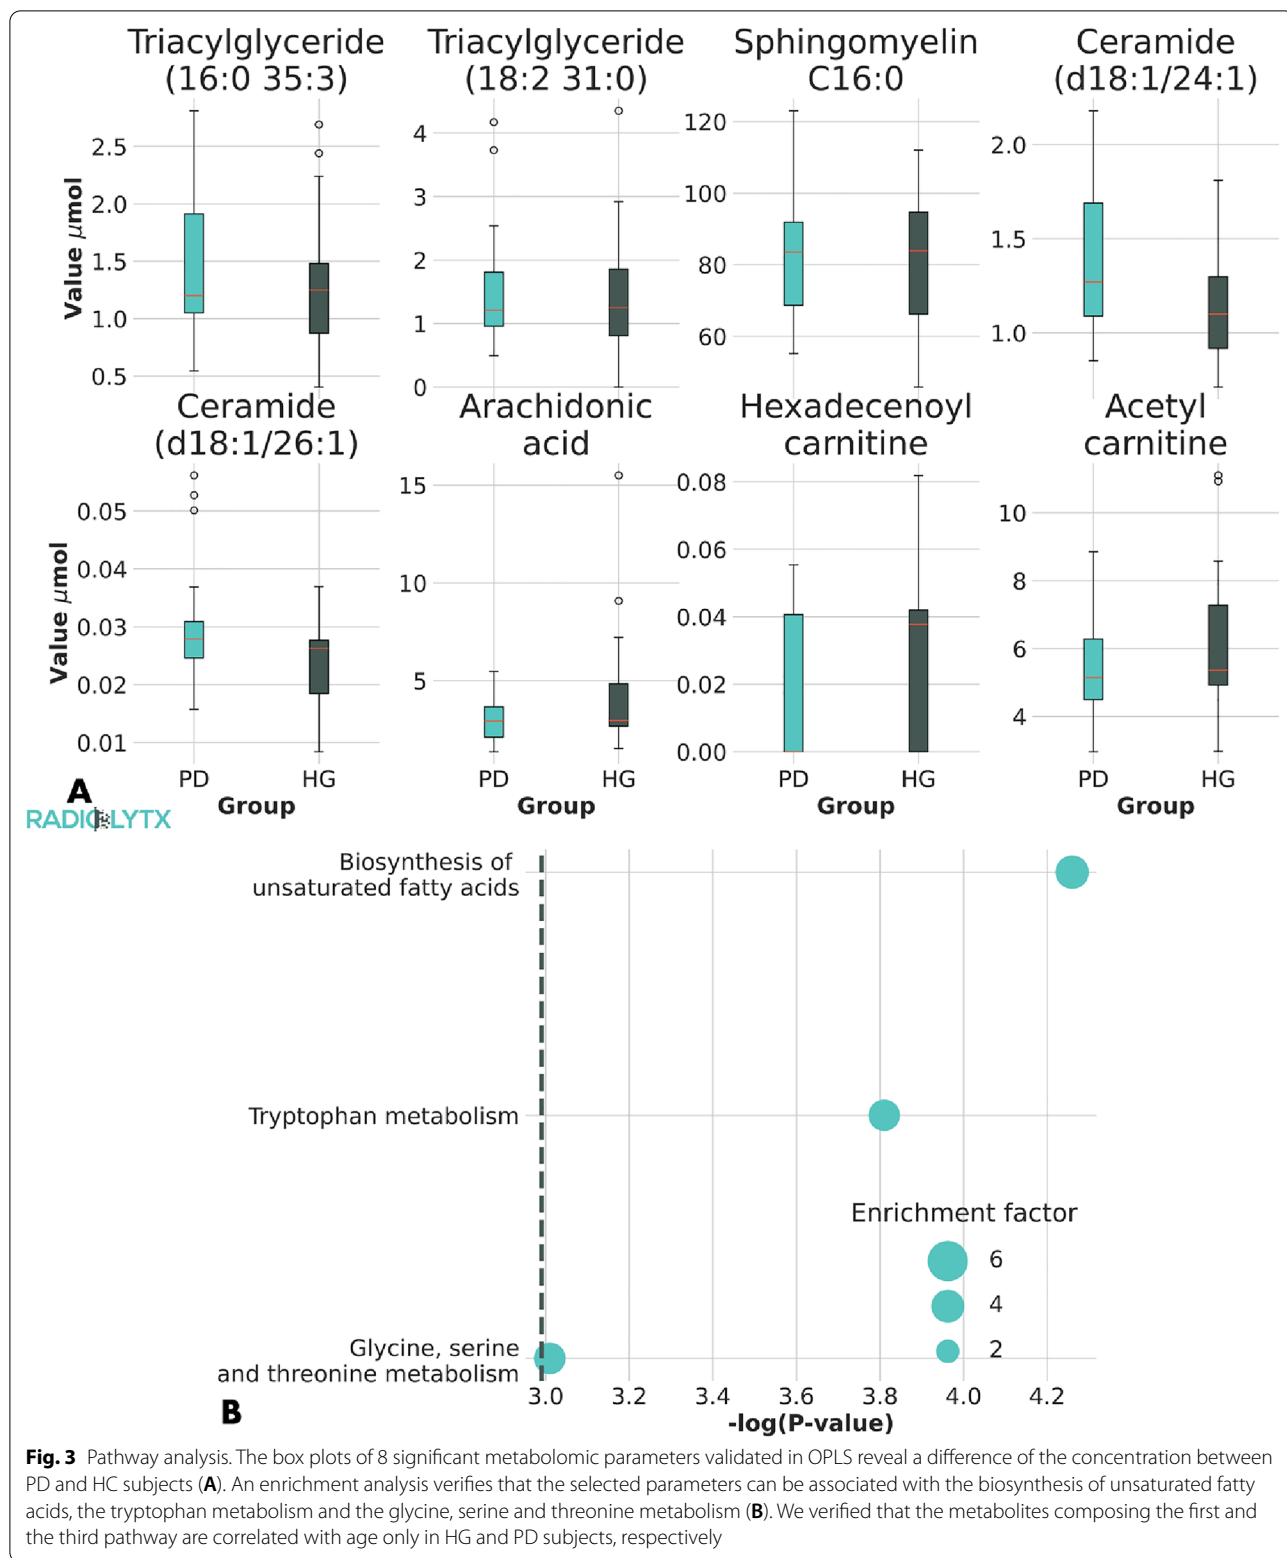 Triacylglyceride
(16:0 35:3)
Triacylglyceride
(18:2 31:0)
Sphingomyelin
C16:0
Ceramide
(d18:1/24:1)
Value μmol
2.5
2.0
1.5
1.0
0.5
4
3
2
1
0
120
100
80
60
2.0
1.5
1.0
Ceramide
(d18:1/26:1)
Arachidonic
acid
Hexadecenoyl
carnitine
Acetyl
carnitine
Value μmol
0.05
0.04
0.03
0.02
0.01
15
10
5
0.08
0.06
0.04
0.02
0.00
10
8
6
4
PD HG
PD HG
PD HG
PD HG
A
Group
Group
Group
Group
RADIOLYTX
Biosynthesis of
unsaturated fatty acids
Tryptophan metabolism
Enrichment factor
6
4
2
Glycine, serine
and threonine metabolism
3.0 3.2 3.4 3.6 3.8 4.0 4.2
B
-log(P-value)
Fig. 3 Pathway analysis. The box plots of 8 significant metabolomic parameters validated in OPLS reveal a difference of the concentration between
PD and HC subjects (A). An enrichment analysis verifies that the selected parameters can be associated with the biosynthesis of unsaturated fatty
acids, the tryptophan metabolism and the glycine, serine and threonine metabolism (B). We verified that the metabolites composing the first and
the third pathway are correlated with age only in HG and PD subjects, respectively